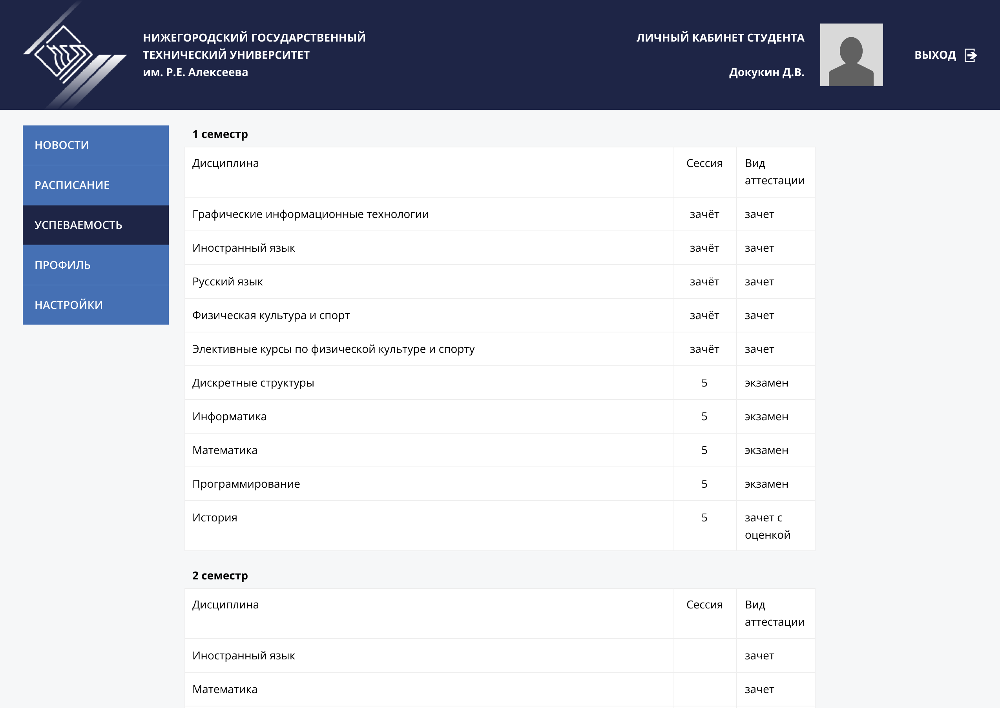 НИЖЕГОРОДСКИЙ ГОСУДАРСТВЕННЫЙ
ТЕХНИЧЕСКИЙ УНИВЕРСИТЕТ
им. Р.Е. Алексеева
ЛИЧНЫЙ КАБИНЕТ СТУДЕНТА
Докукин Д.В.
ВЫХОД
НОВОСТИ
РАСПИСАНИЕ
УСПЕВАЕМОСТЬ
ПРОФИЛЬ
НАСТРОЙКИ
1 семестр
Дисциплина Сессия Вид
аттестации
Графические информационные технологии зачёт зачет
Иностранный язык зачёт зачет
Русский язык зачёт зачет
Физическая культура и спорт зачёт зачет
Элективные курсы по физической культуре и спорту зачёт зачет
Дискретные структуры 5 экзамен
Информатика 5 экзамен
Математика 5 экзамен
Программирование 5 экзамен
История 5 зачет с
оценкой
2 семестр
Дисциплина Сессия Вид
аттестации
Иностранный язык зачет
Математика зачет